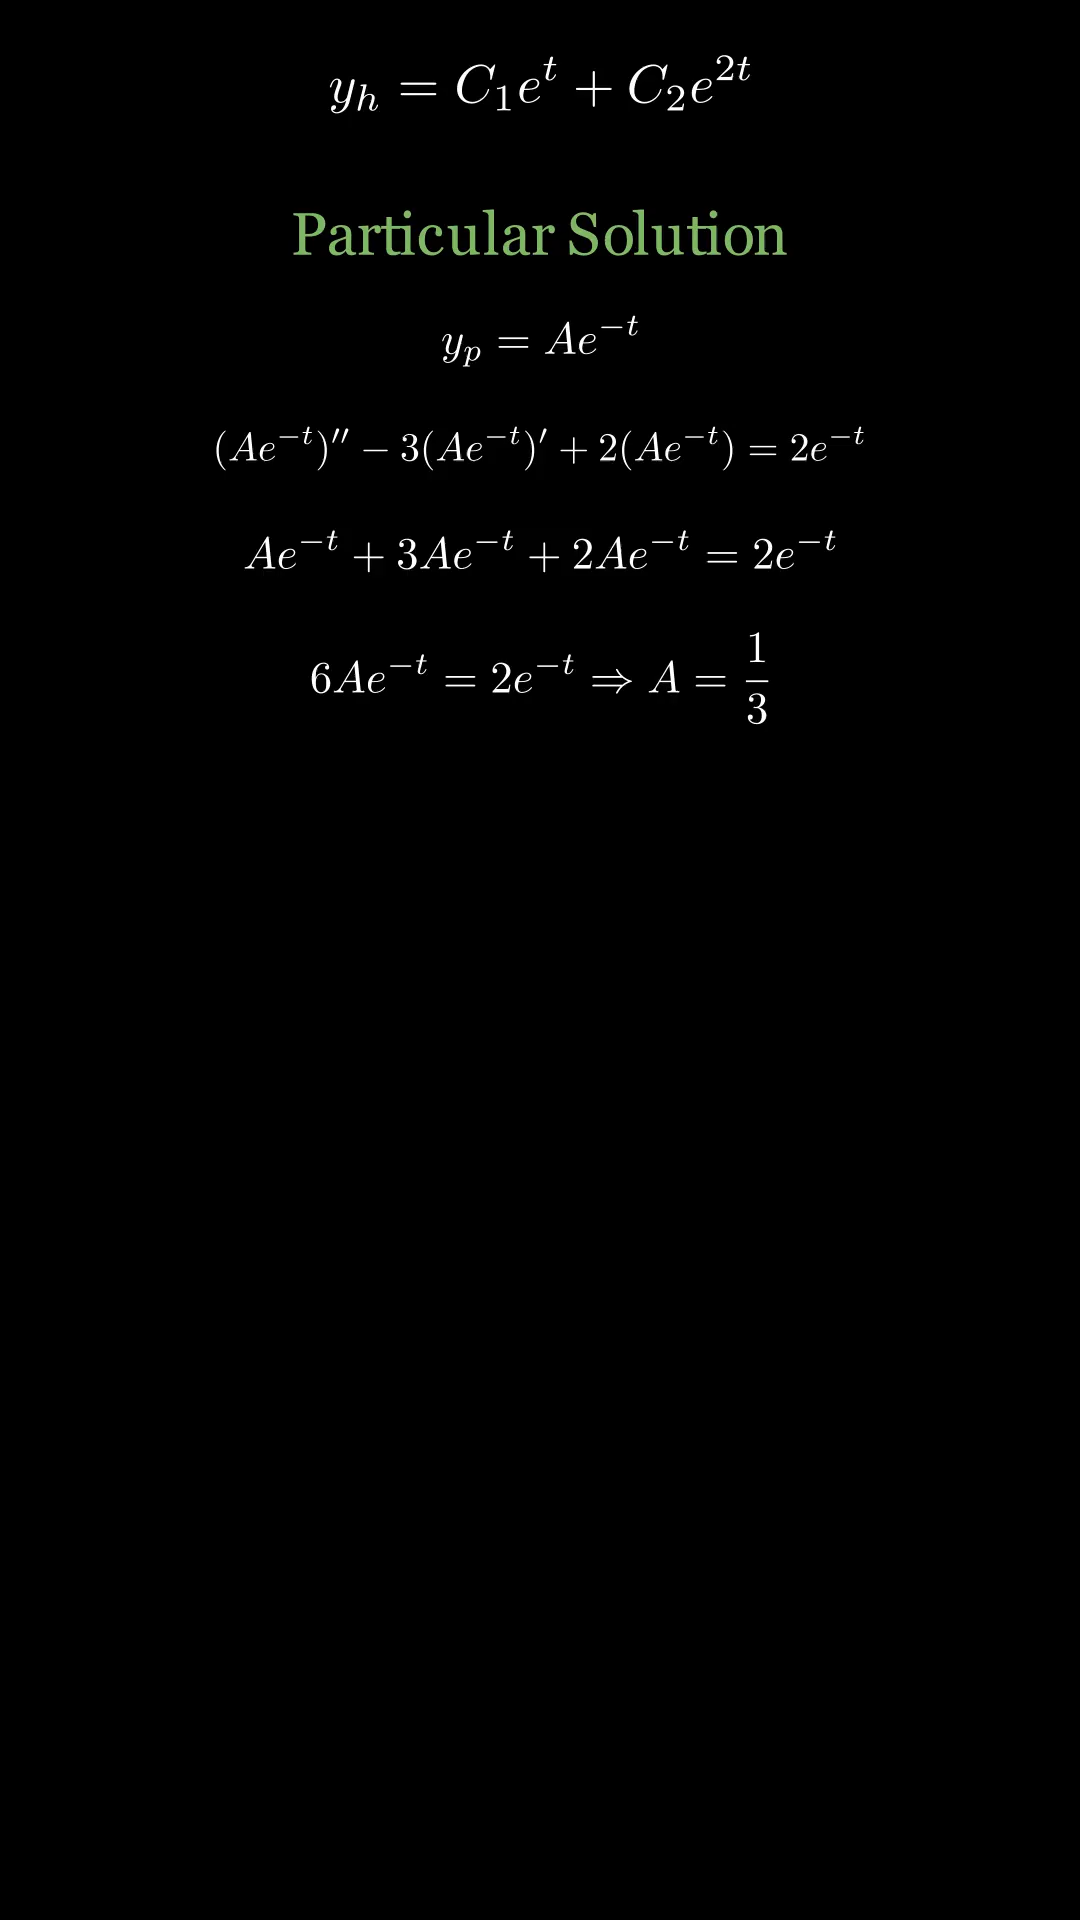 y_h = C_1e^t + C_2e^{2t}
Particular Solution
y_p = Ae^{-t}
(Ae^{-t})'' - 3(Ae^{-t})' + 2(Ae^{-t}) = 2e^{-t}
Ae^{-t} + 3Ae^{-t} + 2Ae^{-t} = 2e^{-t}
6Ae^{-t} = 2e^{-t} ⇒ A = \frac{1}{3}